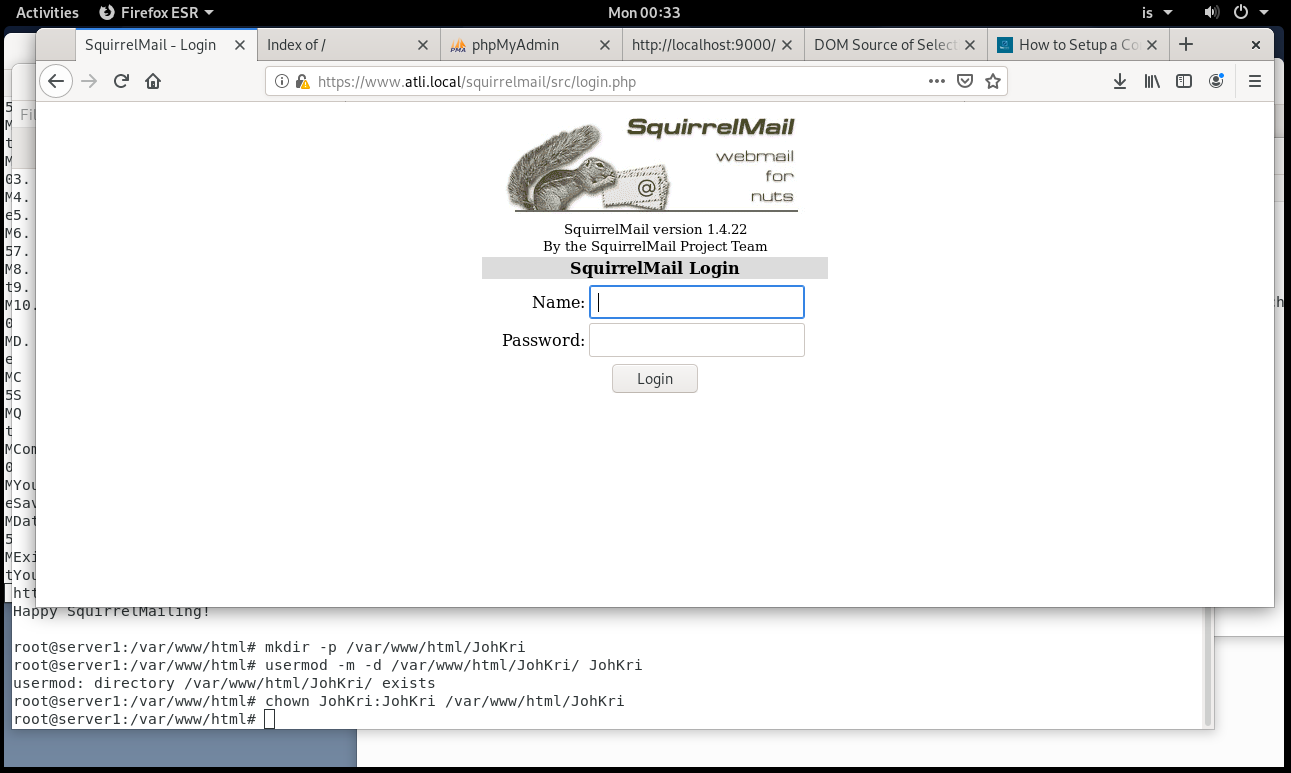 Activities Firefox ESR Mon 00:33 is
SquirrelMail - Login Index of / phpMyAdmin http://localhost:9000/ DOM Source of Select How to Setup a Co
https://www.atli.local/squirrelmail/src/login.php
SquirrelMail
webmail
for
nuts
@
SquirrelMail version 1.4.22
By the SquirrelMail Project Team
SquirrelMail Login
Name:
Password:
Login
5
Fil
M
t
M
03.
M4.
e5.
M6.
57.
M8.
t9.
M10.
0
MD.
e
MC
5S
MQ
t
MCom
0
MYou
eSav
MDat
5
MExi
tYou
htt
Happy SquirrelMailing!
root@server1:/var/www/html# mkdir -p /var/www/html/JohKri
root@server1:/var/www/html# usermod -m -d /var/www/html/JohKri/ JohKri
usermod: directory /var/www/html/JohKri/ exists
root@server1:/var/www/html# chown JohKri:JohKri /var/www/html/JohKri
root@server1:/var/www/html#